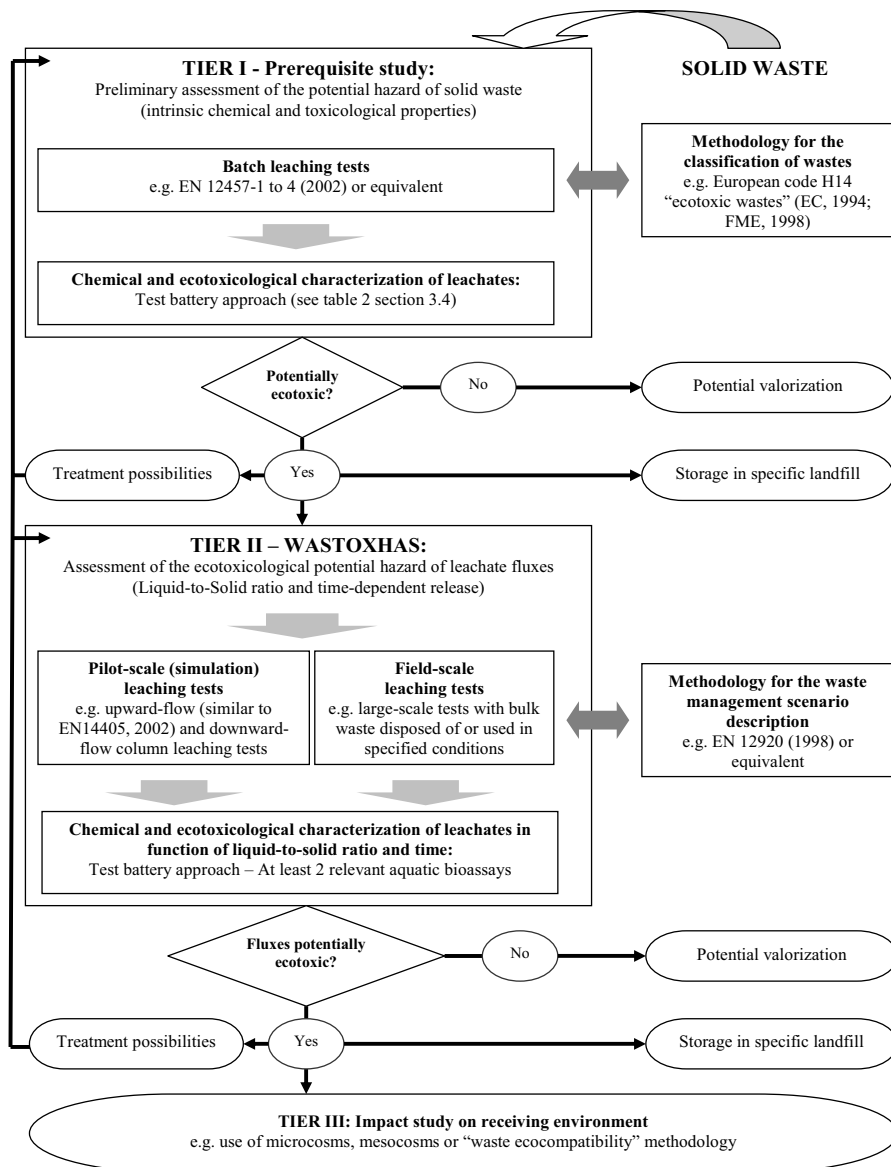 TIER I - Prerequisite study:
Preliminary assessment of the potential hazard of solid waste
(intrinsic chemical and toxicological properties)
SOLID WASTE
Batch leaching tests
e.g. EN 12457-1 to 4 (2002) or equivalent
Methodology for the
classification of wastes
e.g. European code H14
“ecotoxic wastes” (EC, 1994;
FME, 1998)
Chemical and ecotoxicological characterization of leachates:
Test battery approach (see table 2 section 3.4)
Potentially
ecotoxic?
No
Potential valorization
Treatment possibilities
Yes
Storage in specific landfill
TIER II – WASTOXHAS:
Assessment of the ecotoxicological potential hazard of leachate fluxes
(Liquid-to-Solid ratio and time-dependent release)
Pilot-scale (simulation)
leaching tests
e.g. upward-flow (similar to
EN14405, 2002) and downward-
flow column leaching tests
Field-scale
leaching tests
e.g. large-scale tests with bulk
waste disposed of or used in
specified conditions
Methodology for the waste
management scenario
description
e.g. EN 12920 (1998) or
equivalent
Chemical and ecotoxicological characterization of leachates in
function of liquid-to-solid ratio and time:
Test battery approach – At least 2 relevant aquatic bioassays
Fluxes potentially
ecotoxic?
No
Potential valorization
Treatment possibilities
Yes
Storage in specific landfill
TIER III: Impact study on receiving environment
e.g. use of microcosms, mesocosms or “waste ecocompatibility” methodology